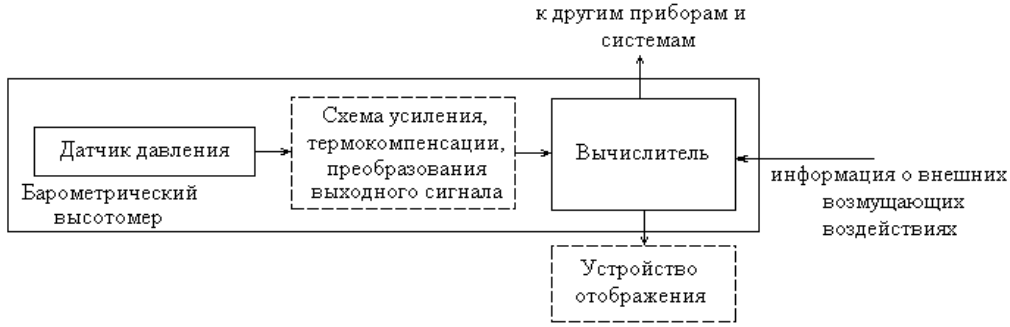 к другим приборам и
системам
Схема усиления,
термокомпенсации,
преобразования
выходного сигнала
Датчик давления
Вычислитель
Барометрический
высотомер
информация о внешних
возмущающих
воздействиях
Устройство
отображения